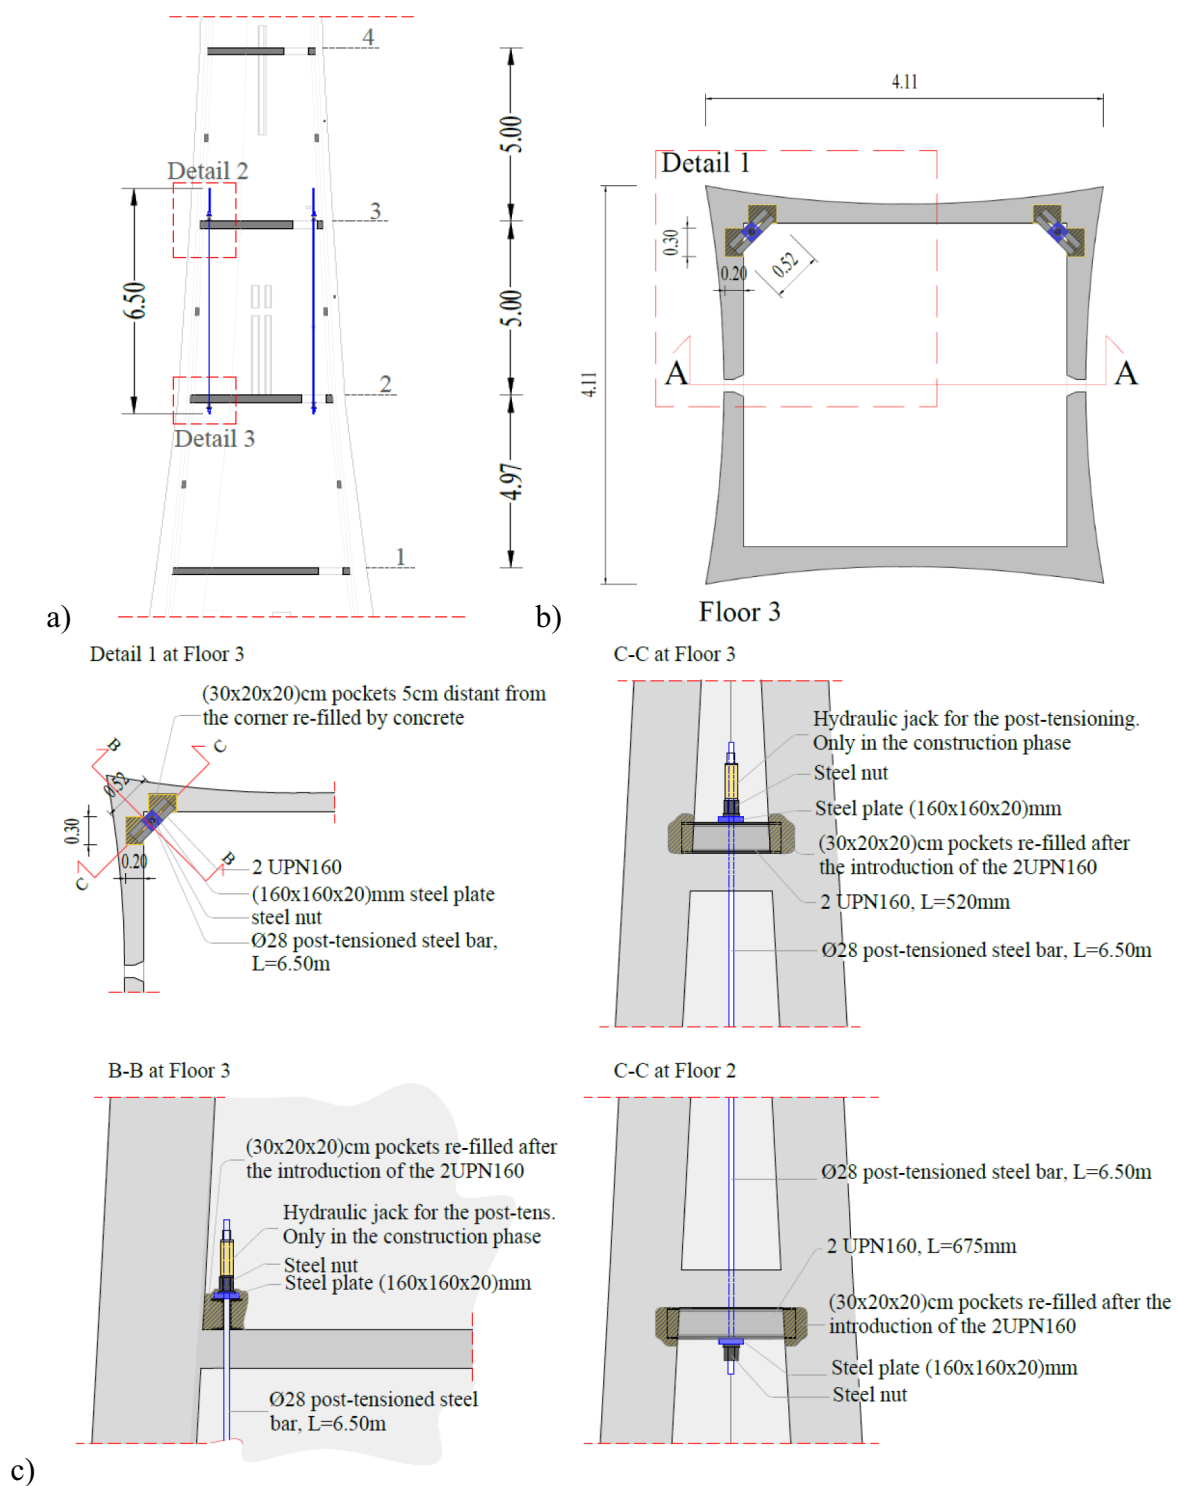 4
5.00
Detail 2
3
6.50
5.00
2
Detail 3
4.97
1
a)
4.11
Detail 1
0.30
0.20
0.52
A
A
4.11
b)
Floor 3
Detail 1 at Floor 3
(30x20x20)cm pockets 5cm distant from
the corner re-filled by concrete
B
C
0.52
0.30
0.20
B
C
2 UPN160
(160x160x20)mm steel plate
steel nut
Ø28 post-tensioned steel bar,
L=6.50m
C-C at Floor 3
Hydraulic jack for the post-tensioning.
Only in the construction phase
Steel nut
Steel plate (160x160x20)mm
(30x20x20)cm pockets re-filled after
the introduction of the 2UPN160
2 UPN160, L=520mm
Ø28 post-tensioned steel bar, L=6.50m
B-B at Floor 3
(30x20x20)cm pockets re-filled after
the introduction of the 2UPN160
Hydraulic jack for the post-tens.
Only in the construction phase
Steel nut
Steel plate (160x160x20)mm
Ø28 post-tensioned steel
bar, L=6.50m
C-C at Floor 2
Ø28 post-tensioned steel bar, L=6.50m
2 UPN160, L=675mm
(30x20x20)cm pockets re-filled after the
introduction of the 2UPN160
Steel plate (160x160x20)mm
Steel nut
c)